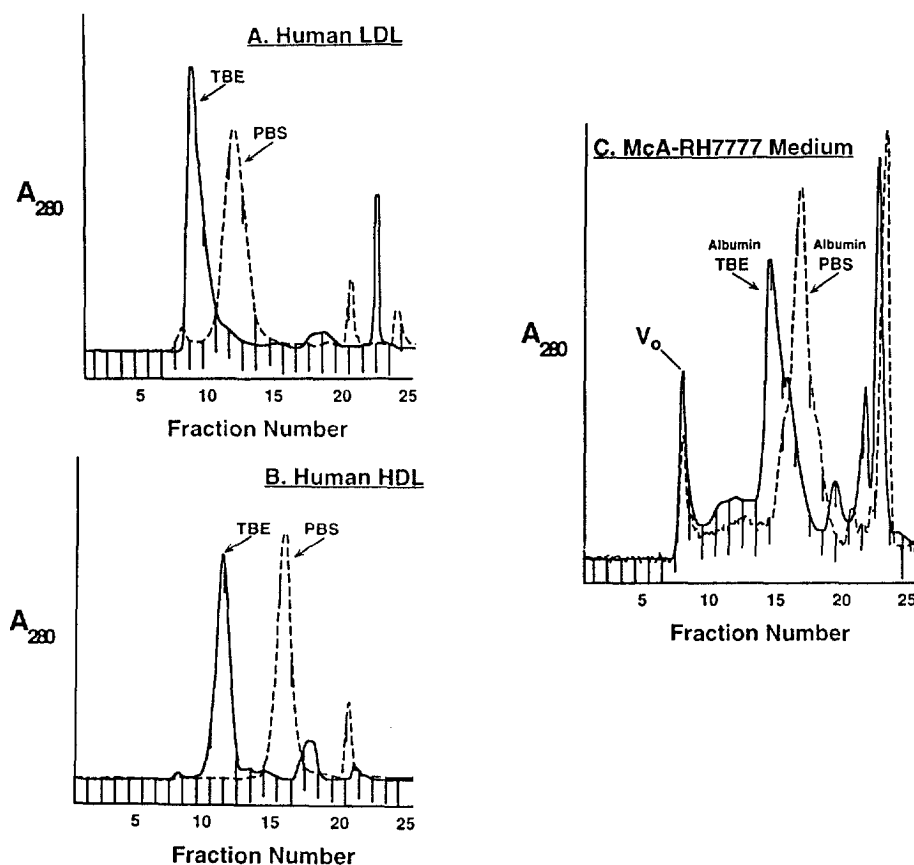 A. Human LDL
TBE
PBS
A280
5 10 15 20 25
Fraction Number
B. Human HDL
TBE
PBS
A280
5 10 15 20 25
Fraction Number
C. McA-RH7777 Medium
Albumin
TBE
Albumin
PBS
Vo
A280
5 10 15 20 25
Fraction Number